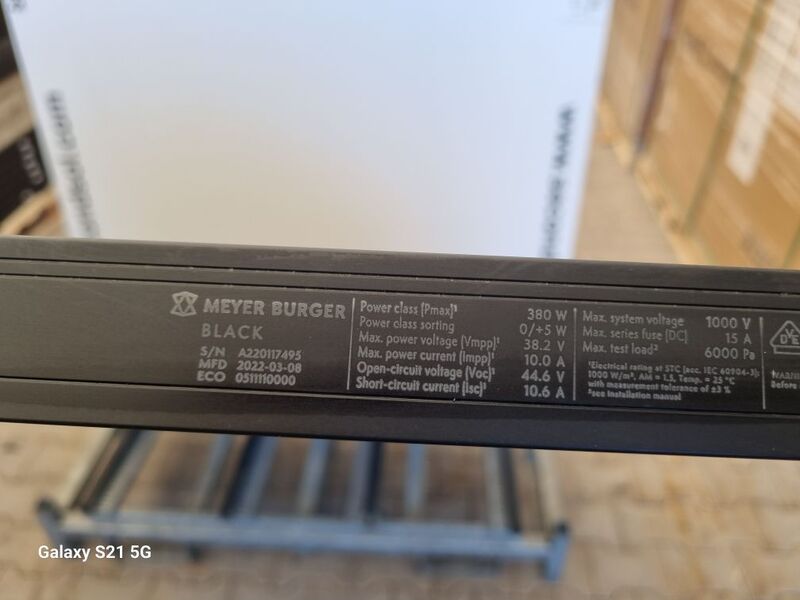 MEYER BURGER
BLACK
S/N A220117495
MFD 2022-03-08
ECO 0511110000
Power class [Pmax]¹ 380 W
Power class sorting 0/+5 W
Max. power voltage [Vmpp]¹ 38.2 V
Max. power current [Impp]¹ 10.0 A
Open-circuit voltage [Voc]¹ 44.6 V
Short-circuit current [Isc]¹ 10.6 A
Max. system voltage 1000 V
Max. series fuse [DC] 15 A
Max. test load² 6000 Pa
¹Electrical rating at STC (acc. IEC 60904-3):
1000 W/m², AM = 1.5, Temp. = 25 °C
with measurement tolerance of ±3 %
²see installation manual
Before
www.
.com
Galaxy S21 5G